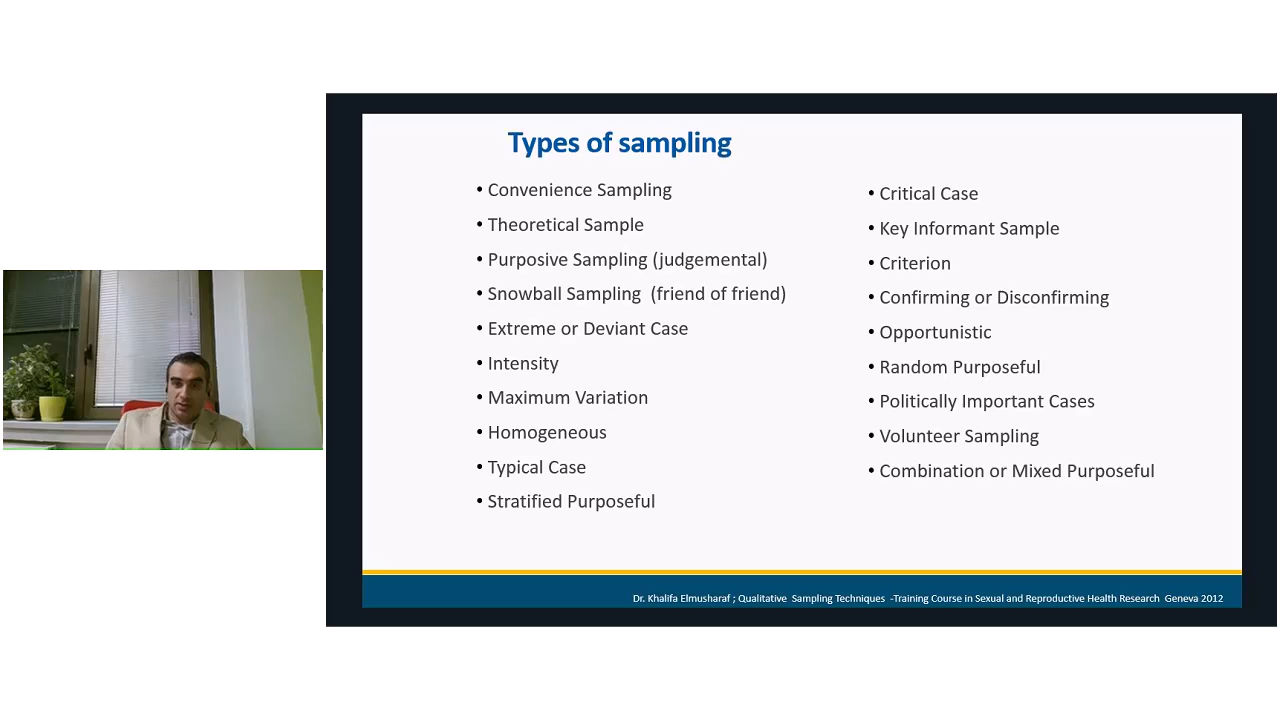 Types of sampling
• Convenience Sampling
• Theoretical Sample
• Purposive Sampling (judgemental)
• Snowball Sampling  (friend of friend)
• Extreme or Deviant Case
• Intensity
• Maximum Variation
• Homogeneous
• Typical Case
• Stratified Purposeful
• Critical Case
• Key Informant Sample
• Criterion
• Confirming or Disconfirming
• Opportunistic
• Random Purposeful
• Politically Important Cases
• Volunteer Sampling
• Combination or Mixed Purposeful
Dr. Khalifa Elmusharaf ; Qualitative  Sampling Techniques  -Training Course in Sexual and Reproductive Health Research  Geneva 2012